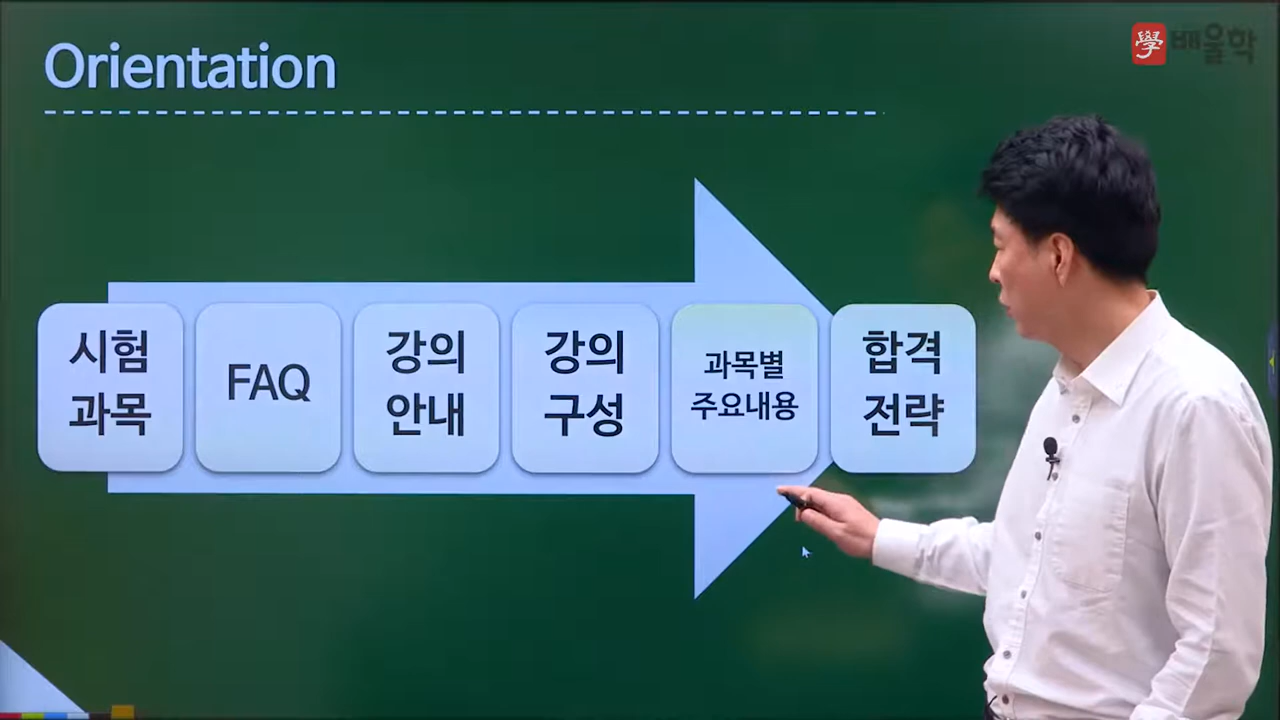 Orientation
學 배울학
시험
과목
FAQ
강의
안내
강의
구성
과목별
주요내용
합격
전략